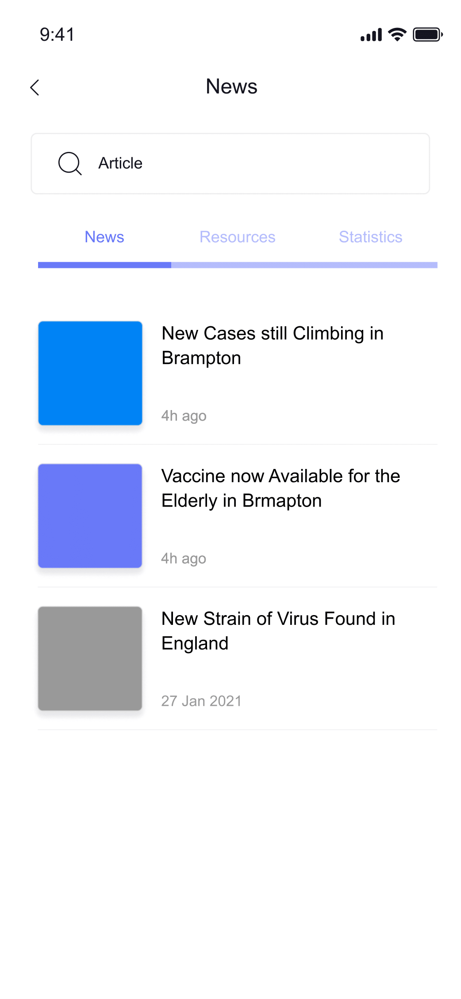 9:41
News
Article
News Resources Statistics
New Cases still Climbing in
Brampton
4h ago
Vaccine now Available for the
Elderly in Brmapton
4h ago
New Strain of Virus Found in
England
27 Jan 2021